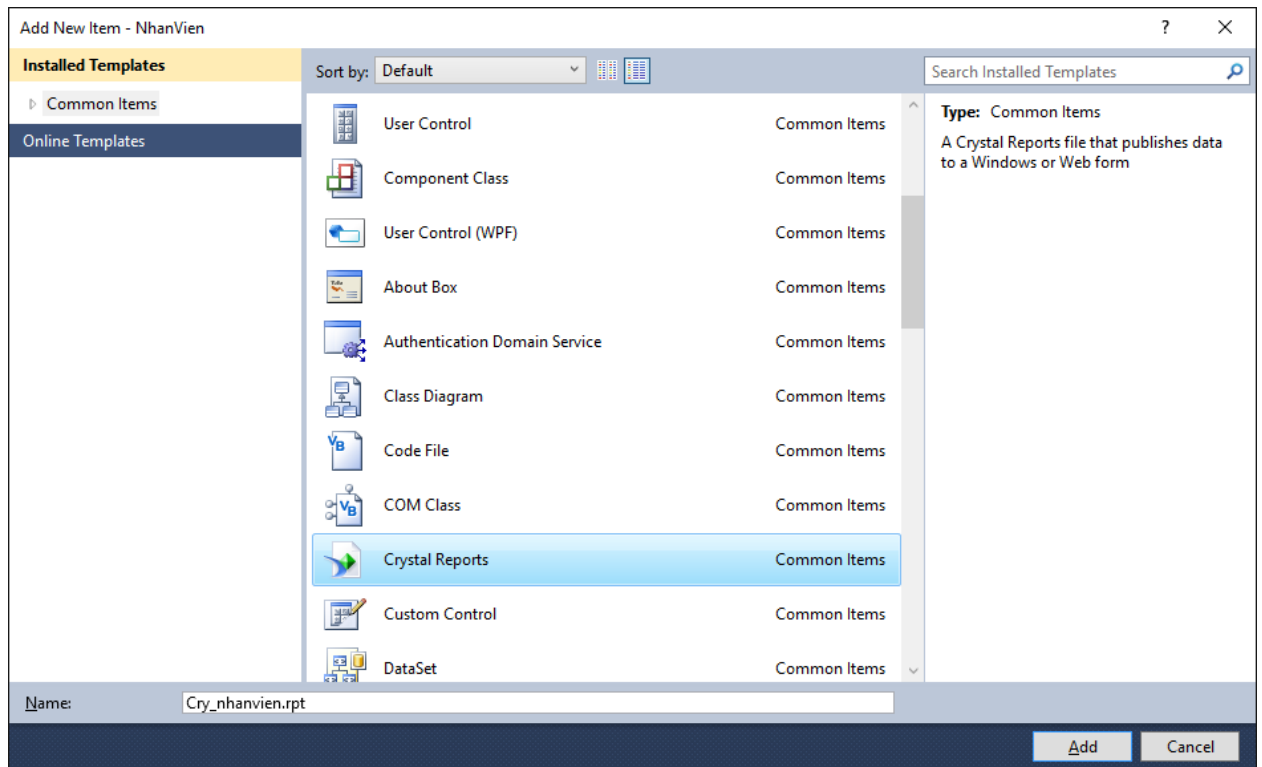 Add New Item - NhanVien
?
Installed Templates
Common Items
Online Templates
Sort by: Default
Search Installed Templates
User Control Common Items
Component Class Common Items
User Control (WPF) Common Items
About Box Common Items
Authentication Domain Service Common Items
Class Diagram Common Items
Code File Common Items
COM Class Common Items
Crystal Reports Common Items
Custom Control Common Items
DataSet Common Items
Type: Common Items
A Crystal Reports file that publishes data
to a Windows or Web form
Name: Cry_nhanvien.rpt
Add Cancel